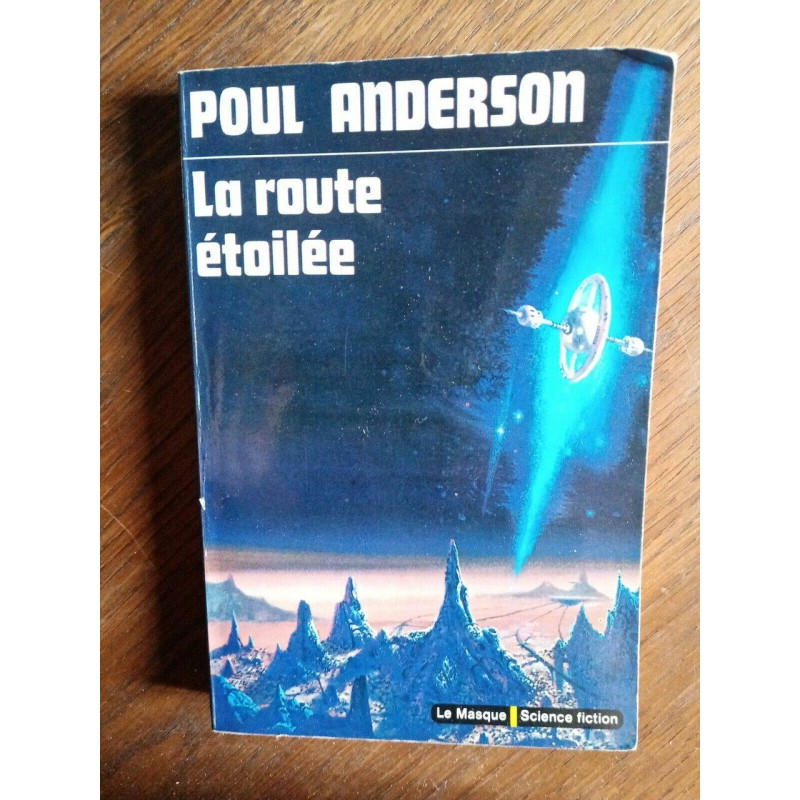 POUL ANDERSON
La route
étoilée
Le Masque Science fiction